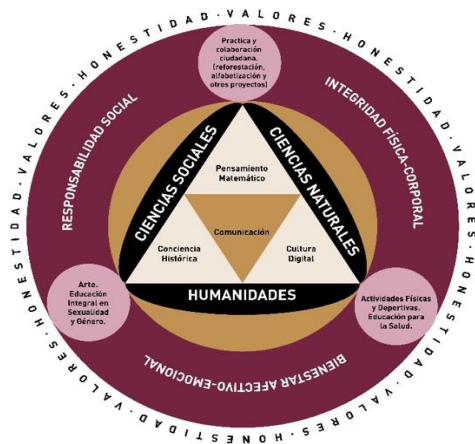 VALORES·HONESTIDAD·VALORES·HONESTIDAD·VALORES·HONESTIDAD·VALORES·HONESTIDAD·VALORES·HONESTIDAD·
Practica y
colaboración
ciudadana.
(reforestación,
alfabetización y
otros proyectos)
RESPONSABILIDAD SOCIAL
INTEGRIDAD FÍSICA-CORPORAL
CIENCIAS SOCIALES
CIENCIAS NATURALES
Pensamiento
Matemático
Comunicación
Conciencia
Histórica
Cultura
Digital
HUMANIDADES
Arte.
Educación
Integral en
Sexualidad
y Género.
Actividades Físicas
y Deportivas.
Educación para
la Salud.
BIENESTAR AFECTIVO-EMOCIONAL